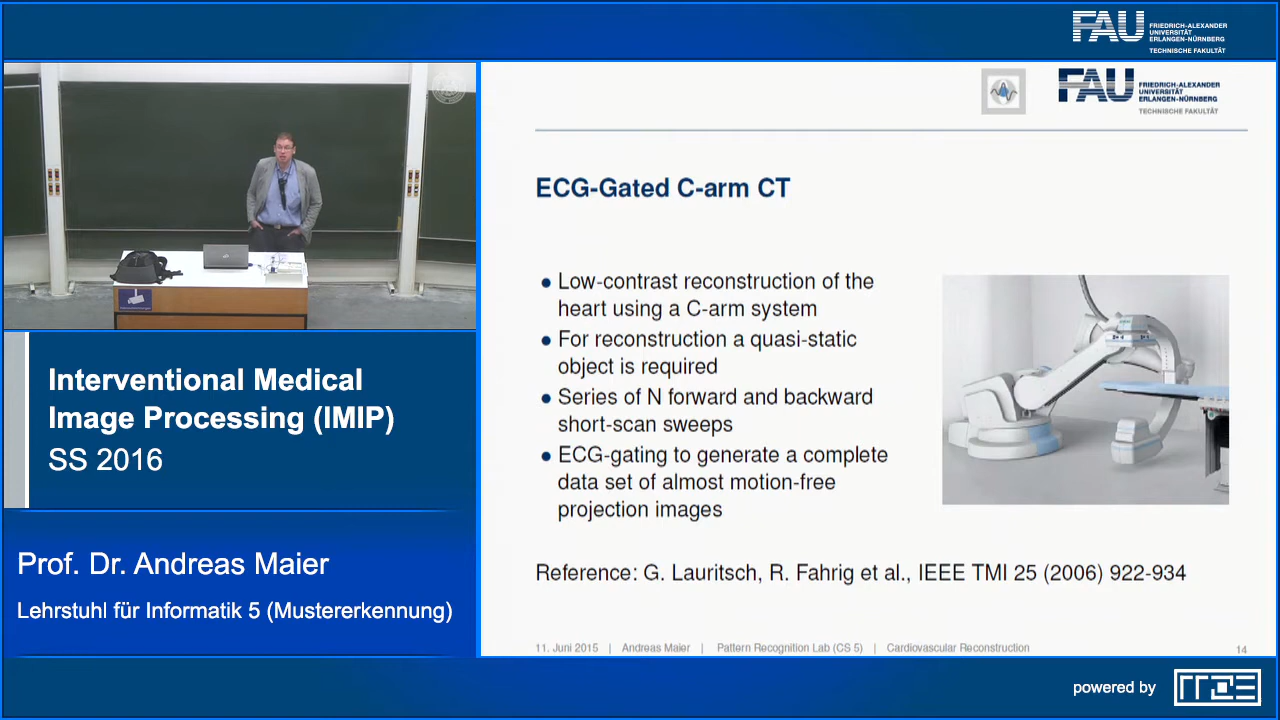 FAU FRIEDRICH-ALEXANDER
UNIVERSITÄT
ERLANGEN-NÜRNBERG
TECHNISCHE FAKULTÄT
FAU FRIEDRICH-ALEXANDER
UNIVERSITÄT
ERLANGEN-NÜRNBERG
TECHNISCHE FAKULTÄT
ECG-Gated C-arm CT
Low-contrast reconstruction of the
heart using a C-arm system
For reconstruction a quasi-static
object is required
Series of N forward and backward
short-scan sweeps
ECG-gating to generate a complete
data set of almost motion-free
projection images
Reference: G. Lauritsch, R. Fahrig et al., IEEE TMI 25 (2006) 922-934
11. Juni 2015 | Andreas Maier | Pattern Recognition Lab (CS 5) | Cardiovascular Reconstruction 14
Interventional Medical
Image Processing (IMIP)
SS 2016
Prof. Dr. Andreas Maier
Lehrstuhl für Informatik 5 (Mustererkennung)
powered by